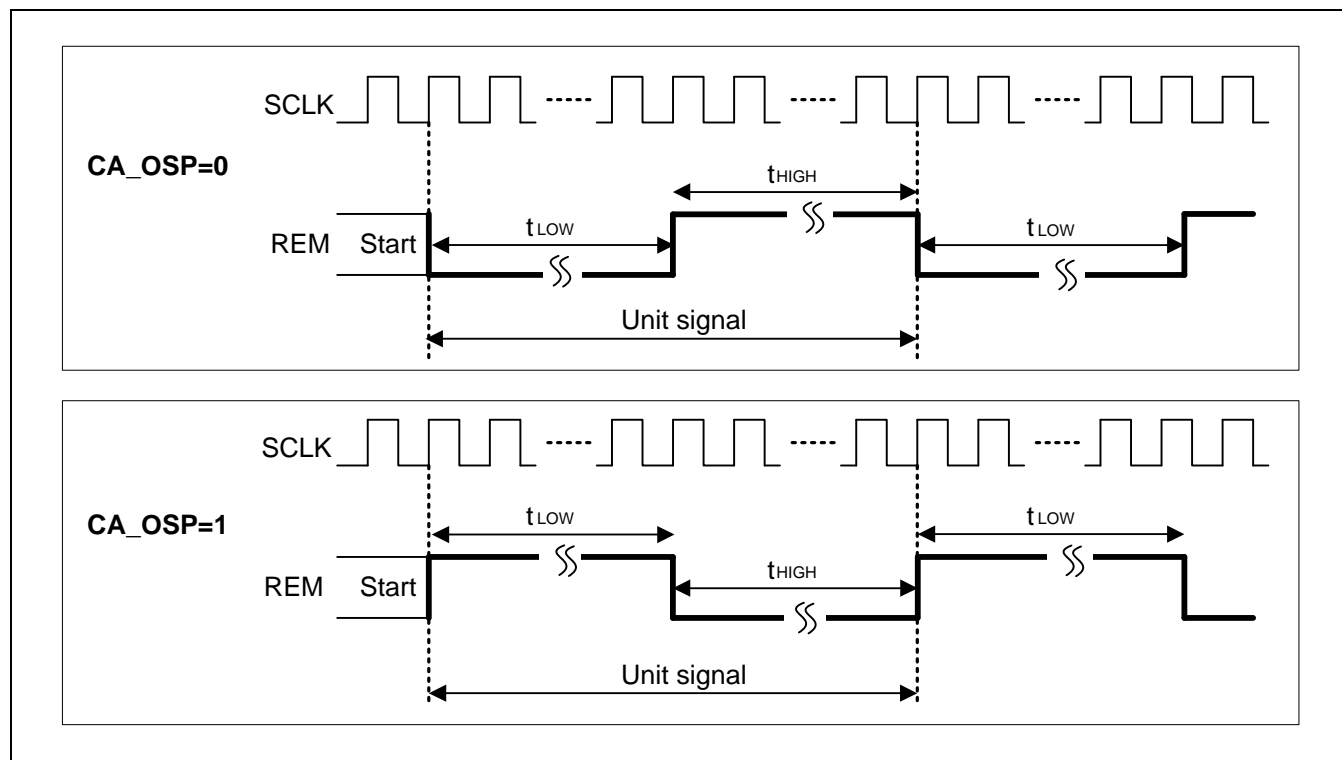 SCLK
CA_OSP=0
tHIGH
REM Start tLOW tLOW
Unit signal
SCLK
CA_OSP=1
tLOW tLOW
REM Start tHIGH
Unit signal